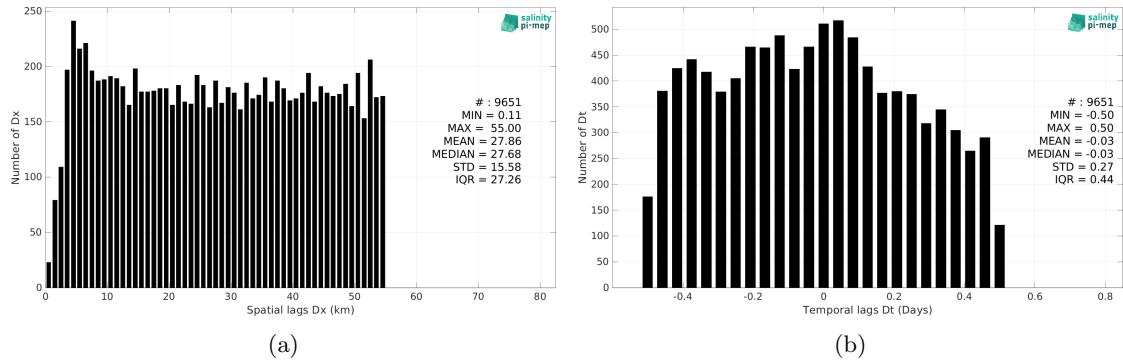 250
200
150
100
50
0
Number of Dx
0 10 20 30 40 50 60 70 80
Spatial lags Dx (km)
salinity
pi-mep
# : 9651
MIN = 0.11
MAX = 55.00
MEAN = 27.86
MEDIAN = 27.68
STD = 15.58
IQR = 27.26
(a)
500
450
400
350
300
250
200
150
100
50
0
Number of Dt
-0.4 -0.2 0 0.2 0.4 0.6 0.8
Temporal lags Dt (Days)
salinity
pi-mep
# : 9651
MIN = -0.50
MAX = 0.50
MEAN = -0.03
MEDIAN = -0.03
STD = 0.27
IQR = 0.44
(b)